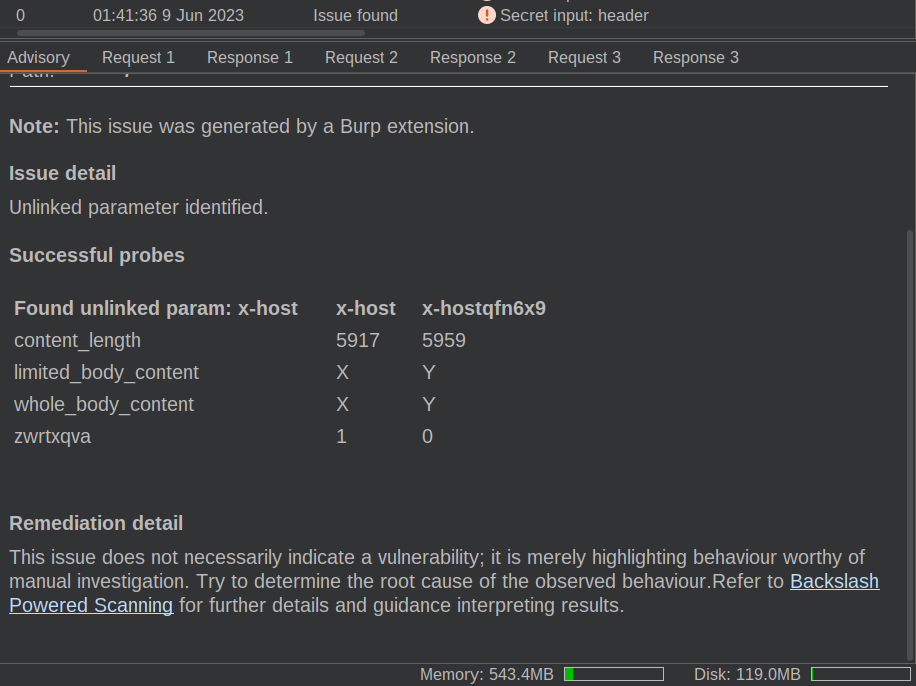 0 01:41:36 9 Jun 2023 Issue found Secret input: header
Advisory Request 1 Response 1 Request 2 Response 2 Request 3 Response 3
Note: This issue was generated by a Burp extension.
Issue detail
Unlinked parameter identified.
Successful probes
Found unlinked param: x-host x-host x-hostqfn6x9
content_length 5917 5959
limited_body_content X Y
whole_body_content X Y
zwrtxqva 1 0
Remediation detail
This issue does not necessarily indicate a vulnerability; it is merely highlighting behaviour worthy of
manual investigation. Try to determine the root cause of the observed behaviour.Refer to Backslash
Powered Scanning for further details and guidance interpreting results.
Memory: 543.4MB Disk: 119.0MB